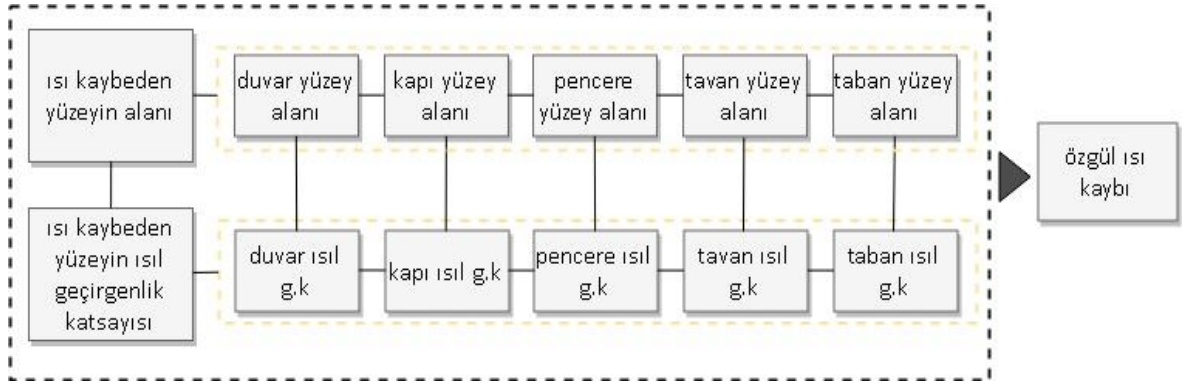 ısı kaybeden
yüzeyin alanı
duvar yüzey
alanı
kapı yüzey
alanı
pencere
yüzey alanı
tavan yüzey
alanı
taban yüzey
alanı
özgül ısı
kaybı
ısı kaybeden
yüzeyin ısıl
geçirgenlik
katsayısı
duvar ısıl
g.k
kapı ısıl g.k
pencere ısıl
g.k
tavan ısıl
g.k
taban ısıl
g.k